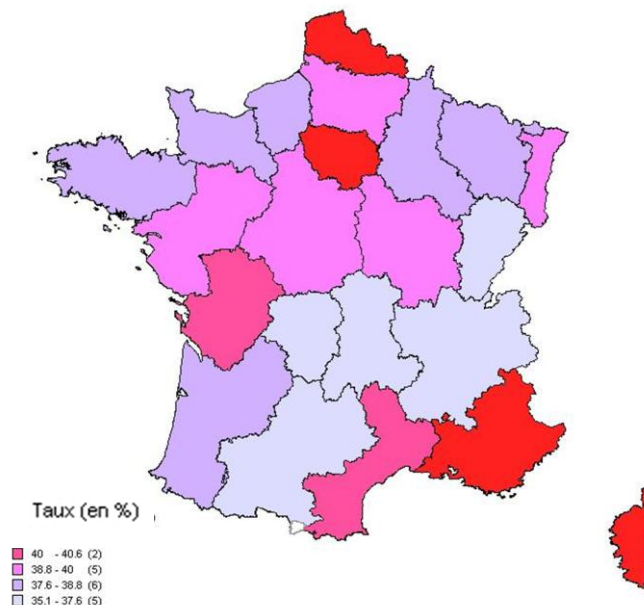 Taux (en %)
40 - 40.6 (2)
38.8 - 40 (5)
37.6 - 38.8 (6)
35.1 - 37.6 (5)